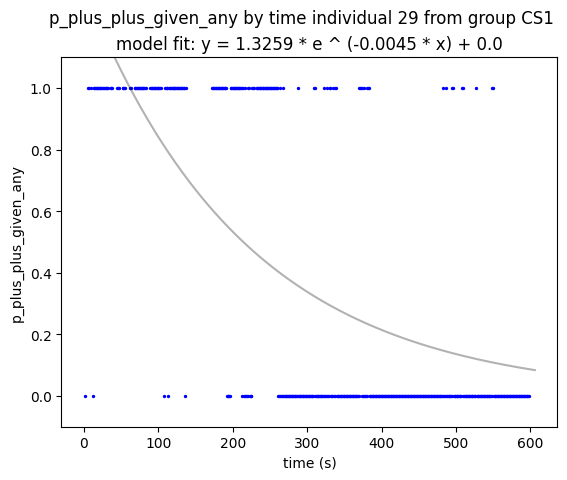 p_plus_plus_given_any by time individual 29 from group CS1
model fit: y = 1.3259 * e ^ (-0.0045 * x) + 0.0
1.0
0.8
0.6
0.4
0.2
0.0
p_plus_plus_given_any
0 100 200 300 400 500 600
time (s)